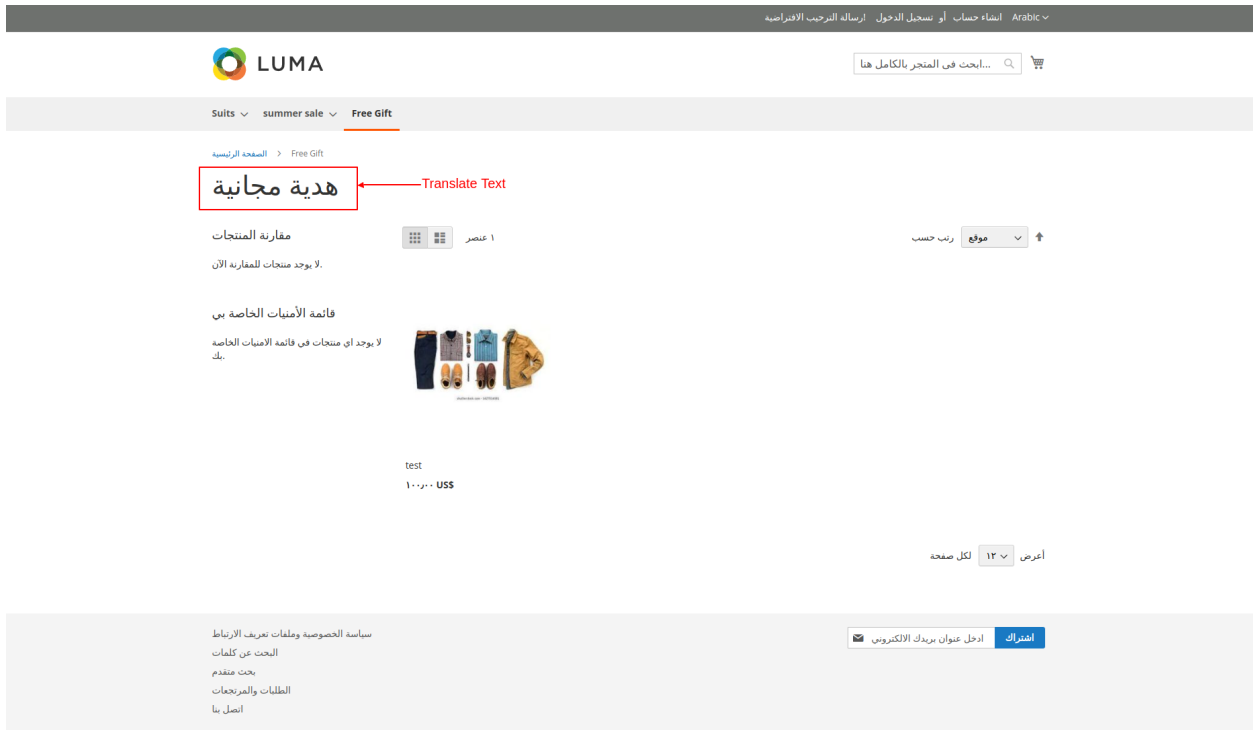 ارسالة الترحيب الافتراضية تسجيل الدخول أو انشاء حساب Arabic
LUMA
ابحث فى المتجر بالكامل هنا...
Suits summer sale Free Gift
الصفحة الرئيسية > Free Gift
هدية مجانية
Translate Text
مقارنة المنتجات
١ عنصر
رتب حسب موقع
لا يوجد منتجات للمقارنة الآن.
قائمة الأمنيات الخاصة بي
لا يوجد اي منتجات في قائمة الامنيات الخاصة
بك.
test
١٠٠٫٠٠ US$
أعرض ١٢ لكل صفحة
سياسة الخصوصية وملفات تعريف الارتباط
البحث عن كلمات
بحث متقدم
الطلبات والمرتجعات
اتصل بنا
ادخل عنوان بريدك الالكتروني
اشتراك